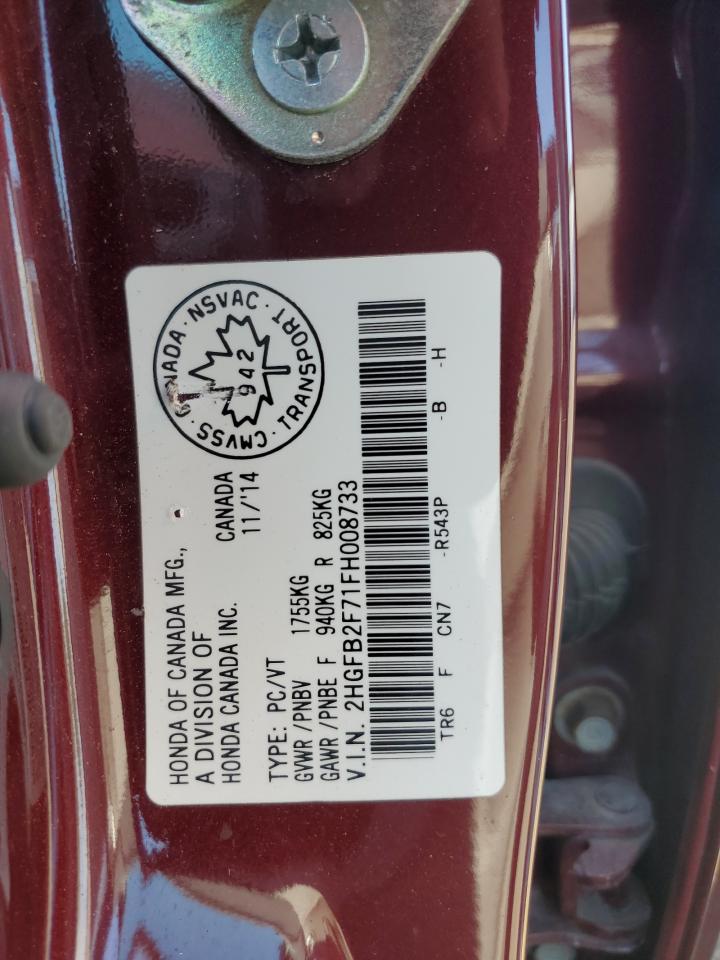 HONDA OF CANADA MFG.,
A DIVISION OF
HONDA CANADA INC.
CANADA
11/'14
CANADA · NSVAC · TRANSPORT · CMVSS ·
942
TYPE: PC/VT
GVWR /PNBV 1755KG
GAWR /PNBE F 940KG R 825KG
V.I.N. 2HGFB2F71FH008733
TR6 F CN7 -R543P -B -H